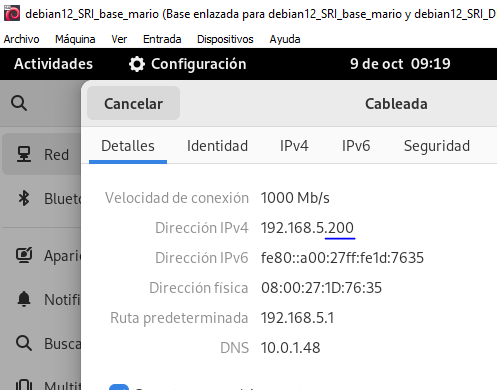 debian12_SRI_base_mario (Base enlazada para debian12_SRI_base_mario y debian12_SRI_D
Archivo Máquina Ver Entrada Dispositivos Ayuda
Actividades Configuración 9 de oct 09:19
Cancelar Cableada
Detalles Identidad IPv4 IPv6 Seguridad
Red
Velocidad de conexión 1000 Mb/s
Dirección IPv4 192.168.5.200
Dirección IPv6 fe80::a00:27ff:fe1d:7635
Dirección física 08:00:27:1D:76:35
Ruta predeterminada 192.168.5.1
DNS 10.0.1.48
Blueto
Apari
Notifi
Busca
Multit